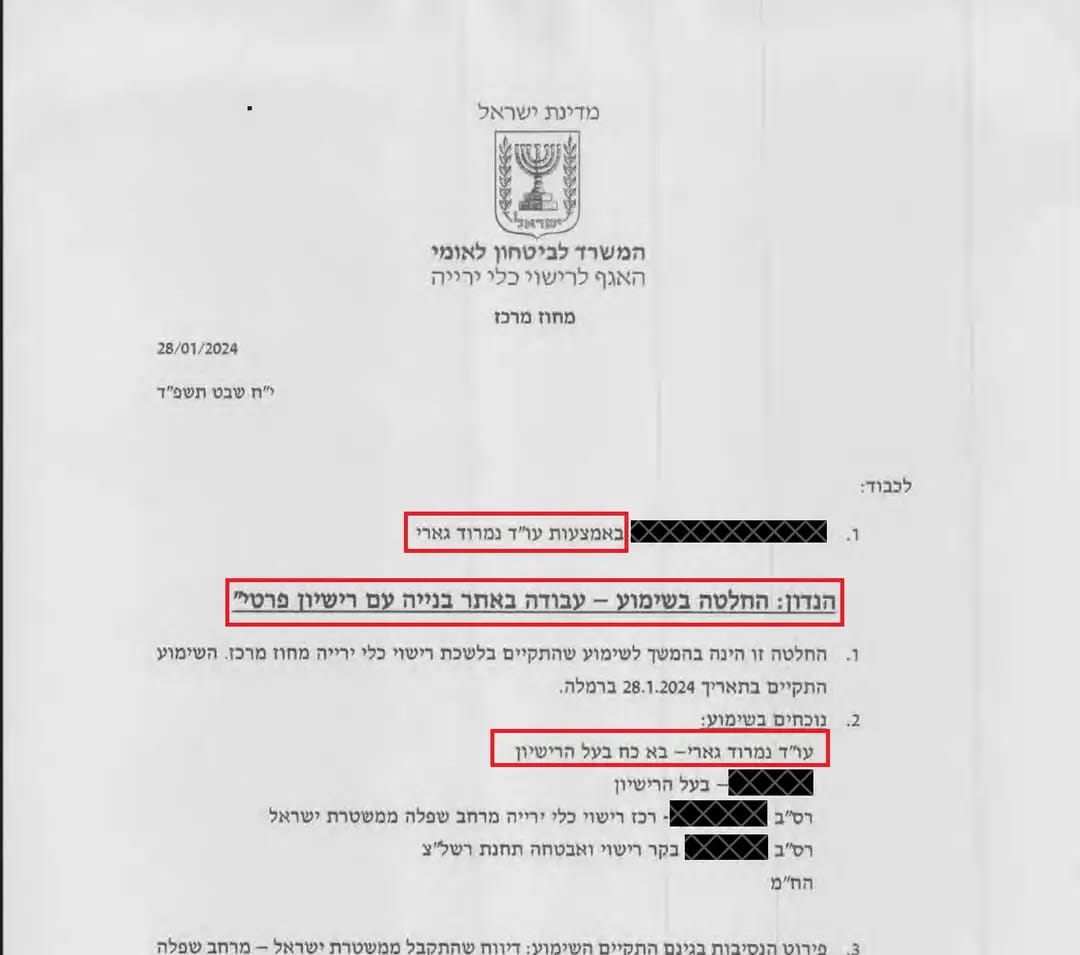 מדינת ישראל
ישראל
המשרד לביטחון לאומי
האגף לרישוי כלי ירייה
מחוז מרכז
28/01/2024
י"ח שבט תשפ"ד
לכבוד:
1. באמצעות עו"ד נמרוד גארי
הנדון: החלטה בשימוע – עבודה באתר בנייה עם רישיון פרטי"
1. החלטה זו הינה בהמשך לשימוע שהתקיים בלשכת רישוי כלי ירייה מחוז מרכז. השימוע
התקיים בתאריך 28.1.2024 ברמלה.
2. נוכחים בשימוע:
עו"ד נמרוד גארי– בא כח בעל הרישיון
– בעל הרישיון
רס"ב - רכז רישוי כלי ירייה מרחב שפלה ממשטרת ישראל
רס"ב בקר רישוי ואבטחה תחנת רשל"צ
הח"מ
3. פירוט הנסיבות בגינם התקיים השימוע: דיווח שהתקבל ממשטרת ישראל – מרחב שפלה